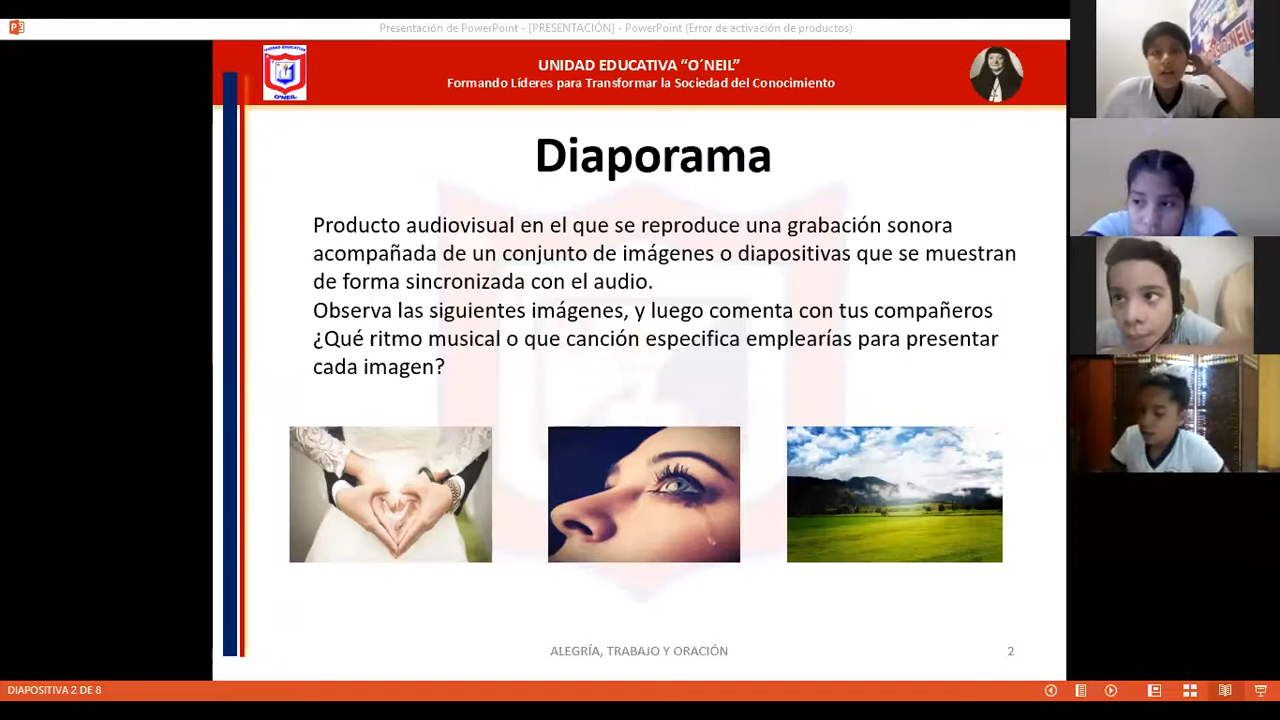 Presentación de PowerPoint - [PRESENTACIÓN] - PowerPoint (Error de activación de productos)
UNIDAD EDUCATIVA
O'NEIL
UNIDAD EDUCATIVA “O´NEIL”
Formando Líderes para Transformar la Sociedad del Conocimiento
Diaporama
Producto audiovisual en el que se reproduce una grabación sonora
acompañada de un conjunto de imágenes o diapositivas que se muestran
de forma sincronizada con el audio.
Observa las siguientes imágenes, y luego comenta con tus compañeros
¿Qué ritmo musical o que canción especifica emplearías para presentar
cada imagen?
ALEGRÍA, TRABAJO Y ORACIÓN
2
DIAPOSITIVA 2 DE 8